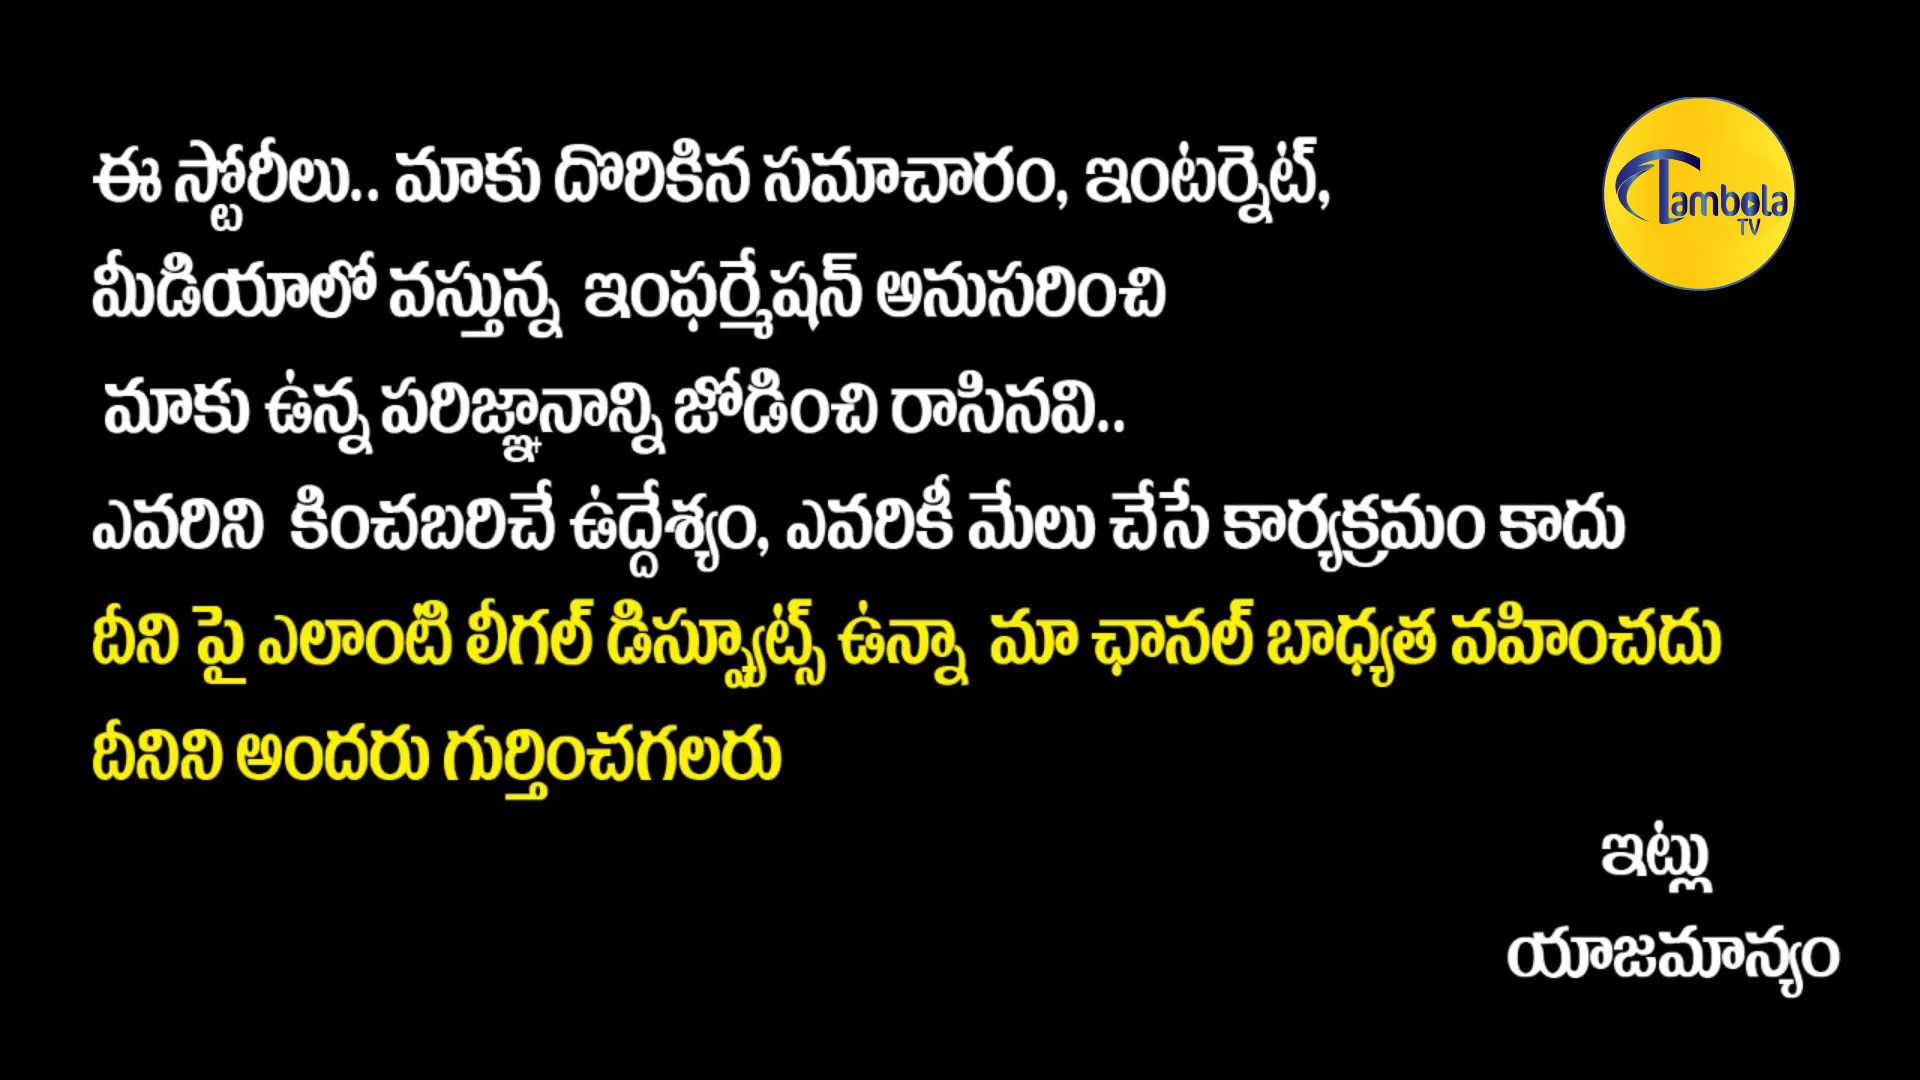 ఈ స్టోరీలు.. మాకు దొరికిన సమాచారం, ఇంటర్నెట్,
Tambola
TV
మీడియాలో వస్తున్న ఇంఫర్మేషన్ అనుసరించి
మాకు ఉన్న పరిజ్ఞానాన్ని జోడించి రాసినవి..
ఎవరిని కించబరిచే ఉద్దేశ్యం, ఎవరికీ మేలు చేసే కార్యక్రమం కాదు
దీని పై ఎలాంటి లీగల్ డిస్ప్యూట్స్ ఉన్నా మా ఛానల్ బాధ్యత వహించదు
దీనిని అందరు గుర్తించగలరు
ఇట్లు
యాజమాన్యం